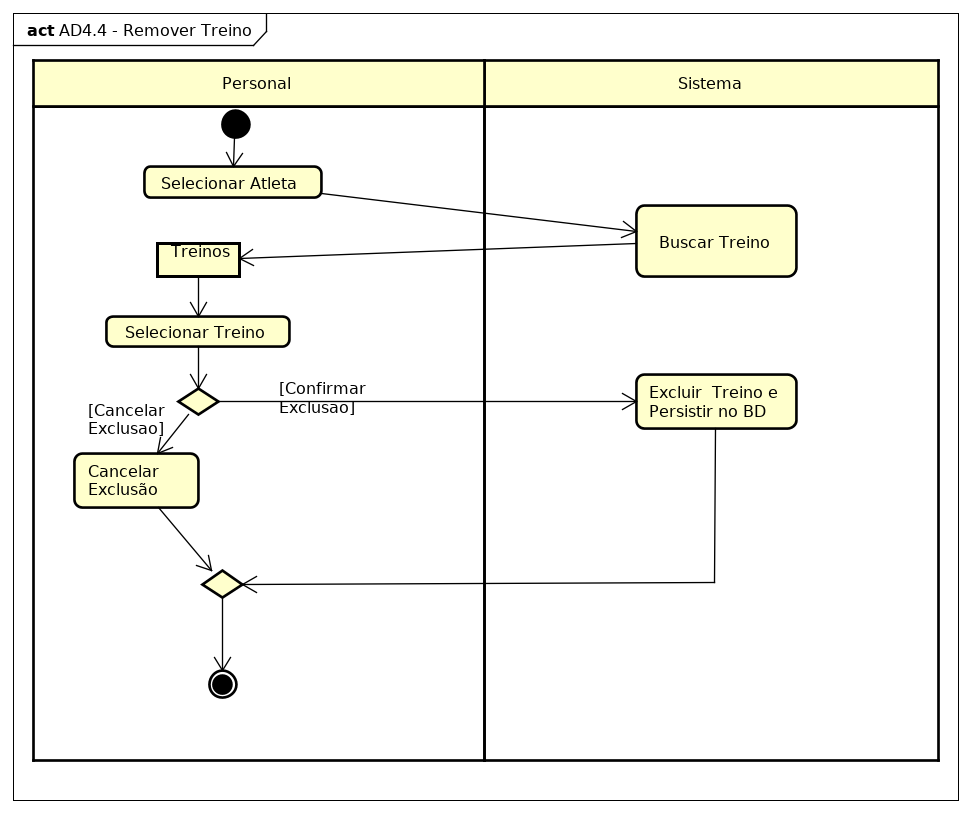 act AD4.4 - Remover Treino
Personal
Sistema
Selecionar Atleta
Buscar Treino
Treinos
Selecionar Treino
[Confirmar
Exclusao]
Excluir  Treino e
Persistir no BD
[Cancelar
Exclusao]
Cancelar
Exclusão